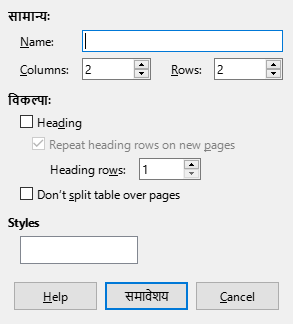 सामान्यः
Name:
Columns: 2 Rows: 2
विकल्पाः
Heading
Repeat heading rows on new pages
Heading rows: 1
Don't split table over pages
Styles
Help समावेशय Cancel